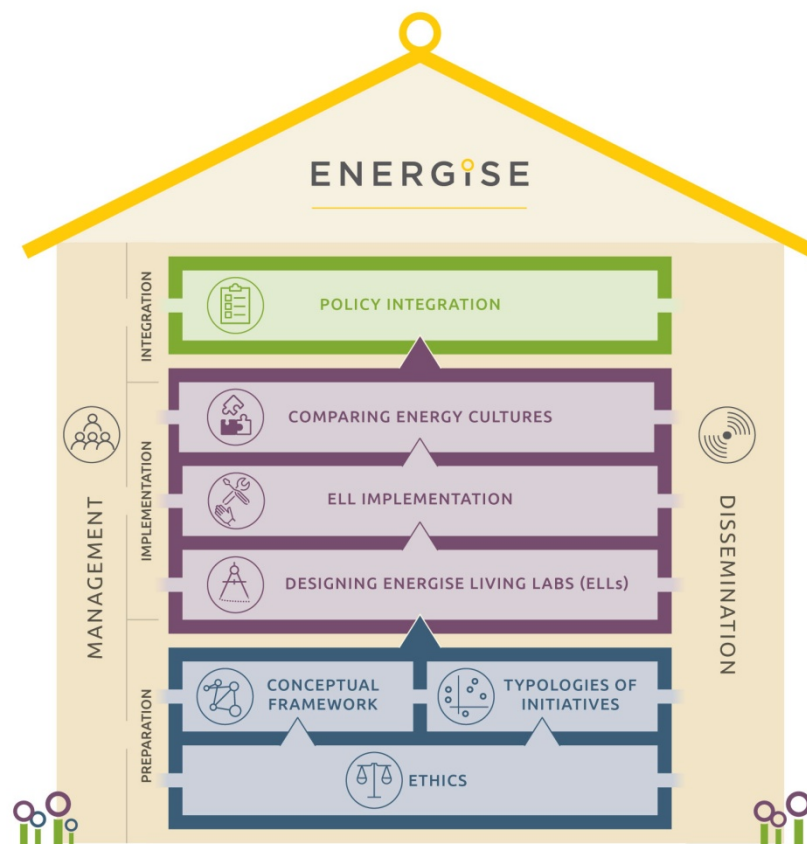 ENERGISE
INTEGRATION
POLICY INTEGRATION
IMPLEMENTATION
COMPARING ENERGY CULTURES
ELL IMPLEMENTATION
DESIGNING ENERGISE LIVING LABS (ELLs)
MANAGEMENT
DISSEMINATION
PREPARATION
CONCEPTUAL
FRAMEWORK
TYPOLOGIES OF
INITIATIVES
ETHICS